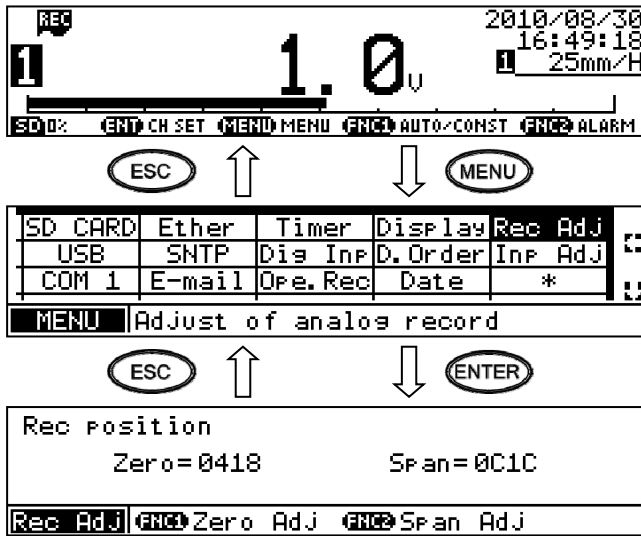 REC
2010/08/30
16:49:18
1 1.0V 1 25mm/H
SD 0% ENT CH SET MENU MENU FNC1 AUTO/CONST FNC2 ALARM
ESC MENU
SD CARD Ether Timer Display Rec Adj
USB SNTP Dig Inp D.Order Inp Adj
COM 1 E-mail Ope.Rec Date *
MENU Adjust of analog record
ESC ENTER
Rec position
Zero=0418 Span=0C1C
Rec Adj FNC1 Zero Adj FNC2 Span Adj